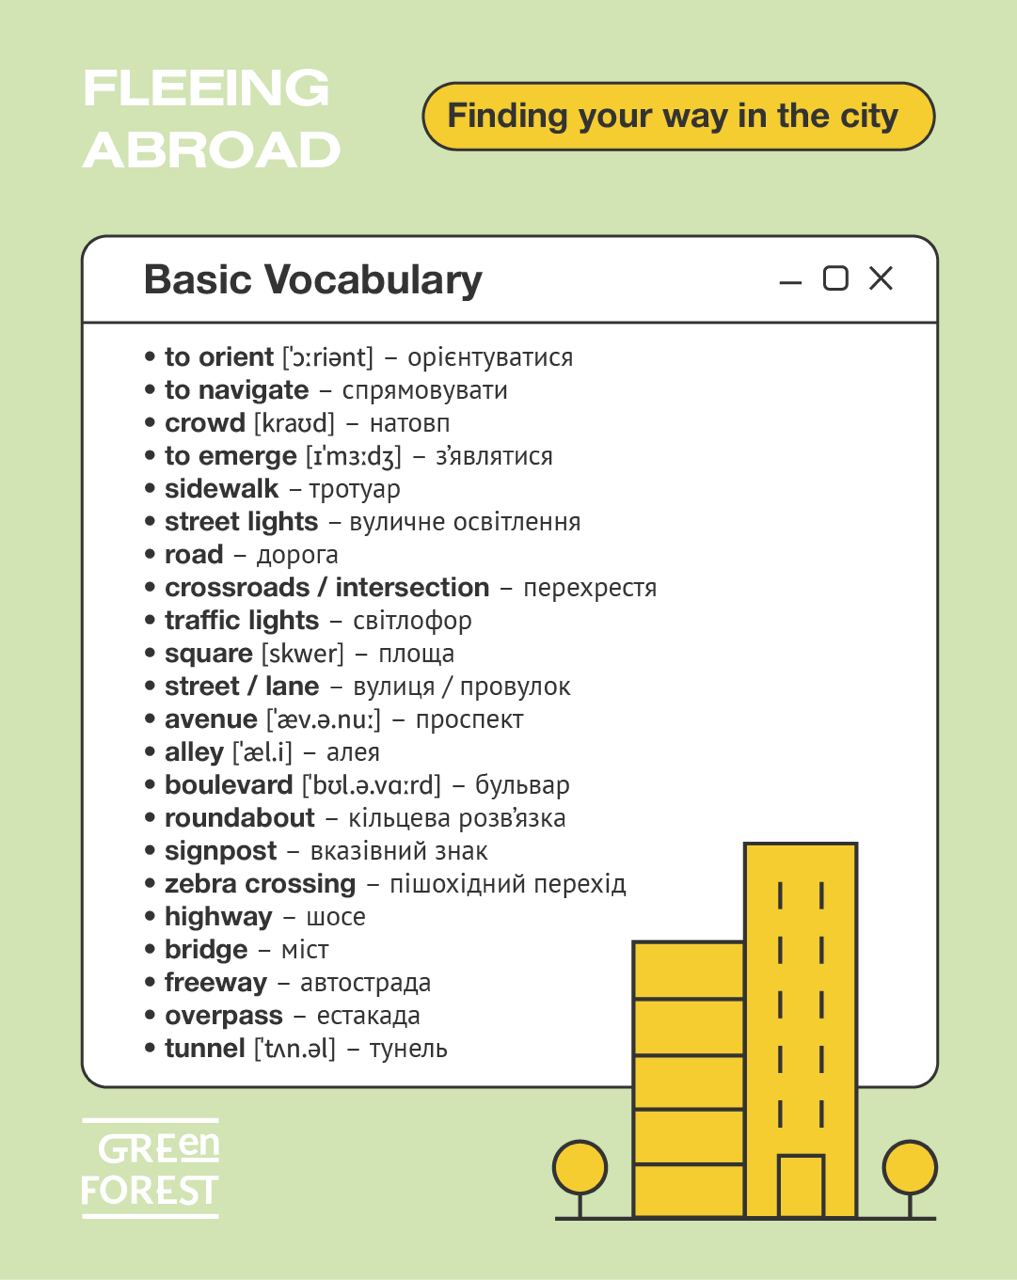 FLEEING
ABROAD
Finding your way in the city
Basic Vocabulary
• to orient [ˈɔːriənt] – орієнтуватися
• to navigate – спрямовувати
• crowd [kraʊd] – натовп
• to emerge [ɪˈmɜːdʒ] – з’являтися
• sidewalk – тротуар
• street lights – вуличне освітлення
• road – дорога
• crossroads / intersection – перехрестя
• traffic lights – світлофор
• square [skwer] – площа
• street / lane – вулиця / провулок
• avenue [ˈæv.ə.nuː] – проспект
• alley [ˈæl.i] – алея
• boulevard [ˈbʊl.ə.vɑːrd] – бульвар
• roundabout – кільцева розв’язка
• signpost – вказівний знак
• zebra crossing – пішохідний перехід
• highway – шосе
• bridge – міст
• freeway – автострада
• overpass – естакада
• tunnel [ˈtʌn.əl] – тунель
GREen
FOREST